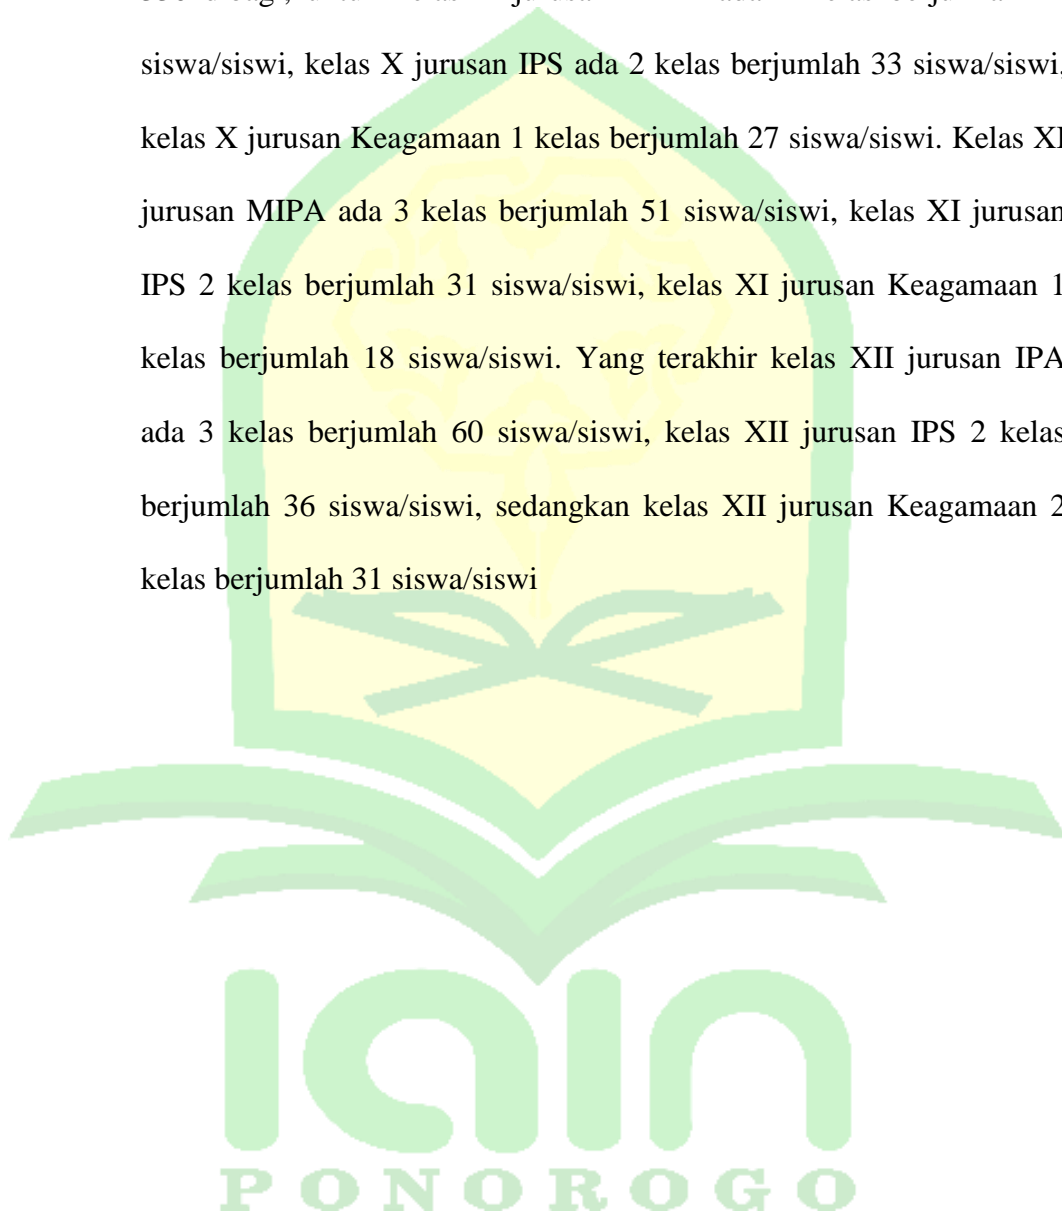 siswa/siswi, kelas X jurusan IPS ada 2 kelas berjumlah 33 siswa/siswi,
kelas X jurusan Keagamaan 1 kelas berjumlah 27 siswa/siswi. Kelas XI
jurusan MIPA ada 3 kelas berjumlah 51 siswa/siswi, kelas XI jurusan
IPS 2 kelas berjumlah 31 siswa/siswi, kelas XI jurusan Keagamaan 1
kelas berjumlah 18 siswa/siswi. Yang terakhir kelas XII jurusan IPA
ada 3 kelas berjumlah 60 siswa/siswi, kelas XII jurusan IPS 2 kelas
berjumlah 36 siswa/siswi, sedangkan kelas XII jurusan Keagamaan 2
kelas berjumlah 31 siswa/siswi
IAIN
PONOROGO